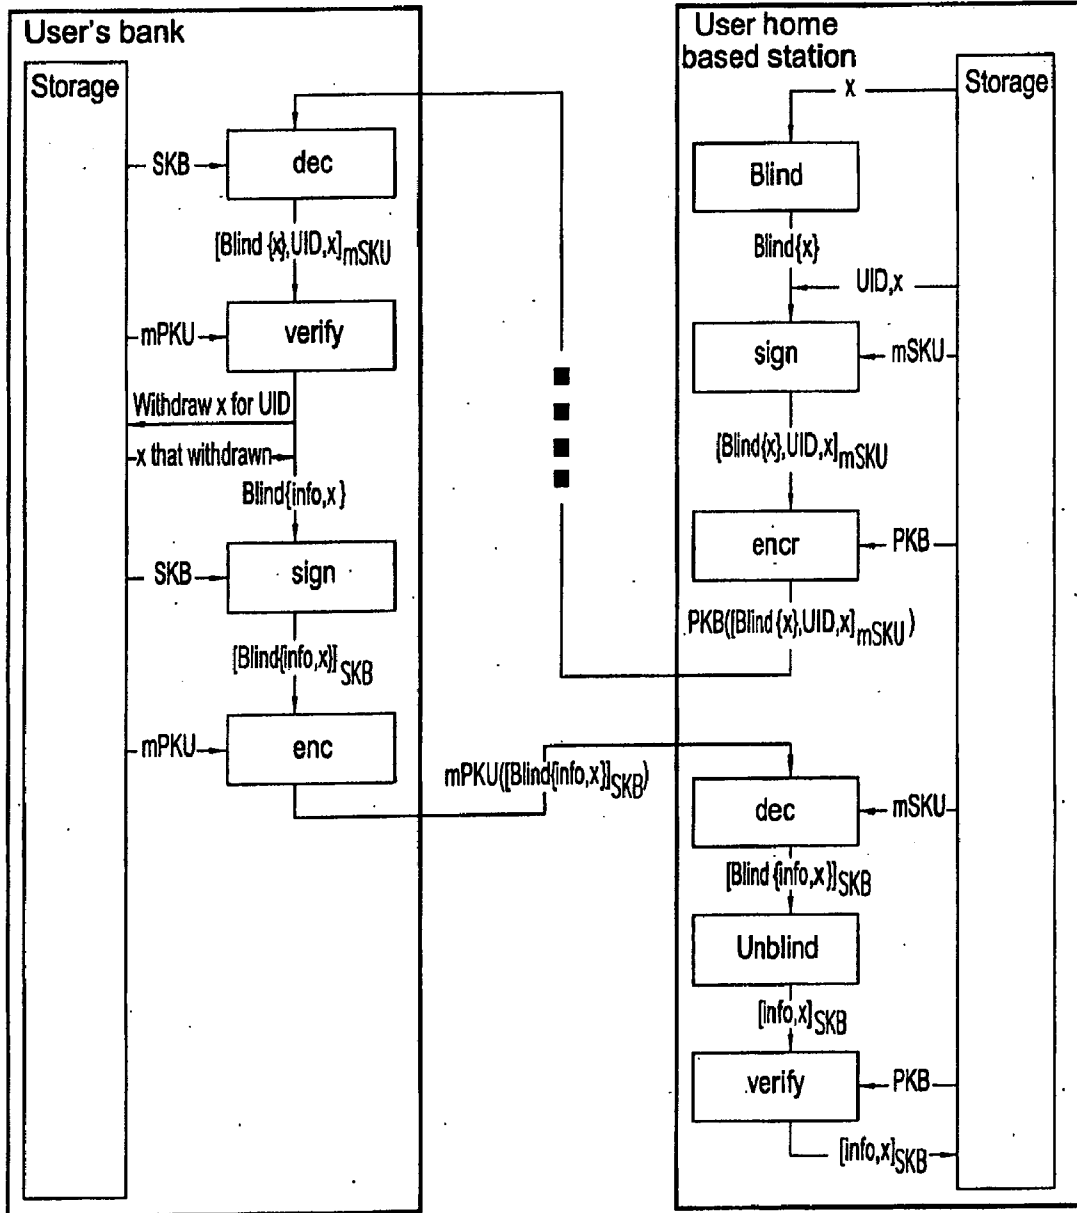 User's bank
Storage
SKB
dec
[Blind {x},UID,x]mSKU
mPKU
verify
Withdraw x for UID
x that withdrawn
Blind{info,x}
SKB
sign
[Blind{info,x}]SKB
mPKU
enc
mPKU([Blind{info,x}]SKB)
User home
based station
Storage
x
Blind
Blind{x}
UID,x
sign
mSKU
{Blind{x},UID,x]mSKU
encr
PKB
PKB([Blind {x},UID,x]mSKU)
dec
mSKU
[Blind {info,x}]SKB
Unblind
[info,x]SKB
verify
PKB
[info,x]SKB